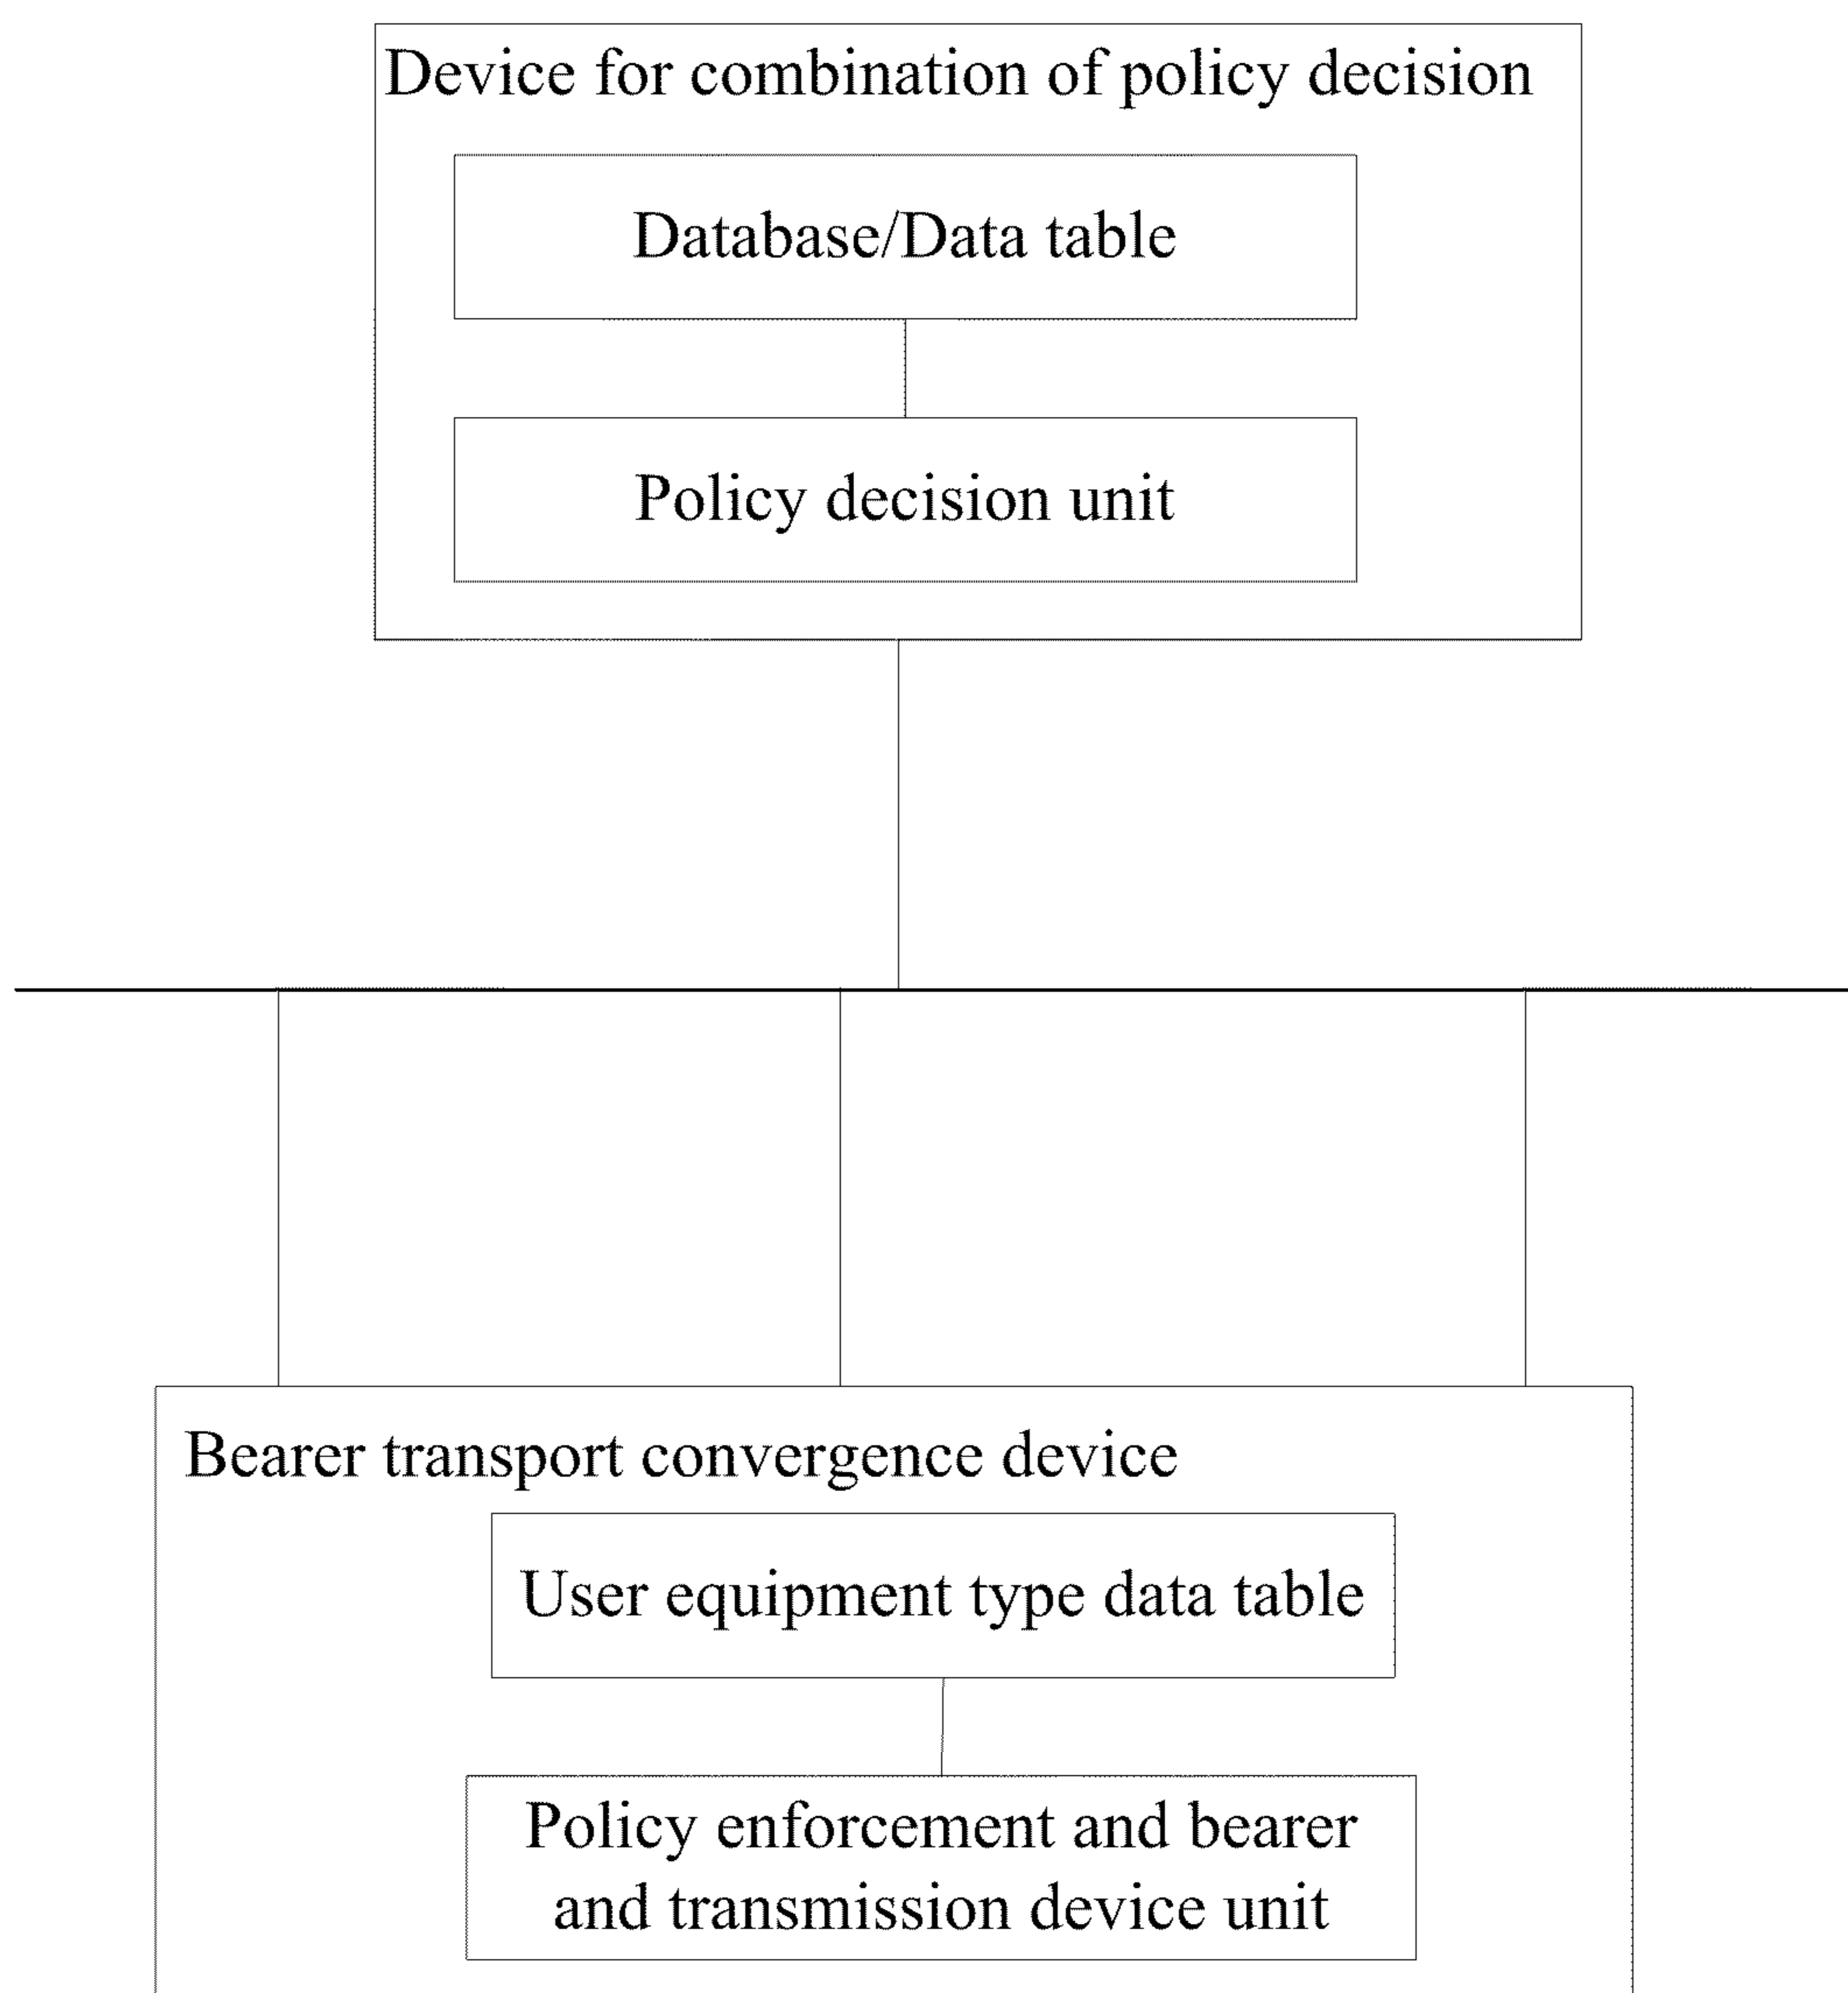 Device for combination of policy decision
Database/Data table
Policy decision unit
Bearer transport convergence device
User equipment type data table
Policy enforcement and bearer
and transmission device unit